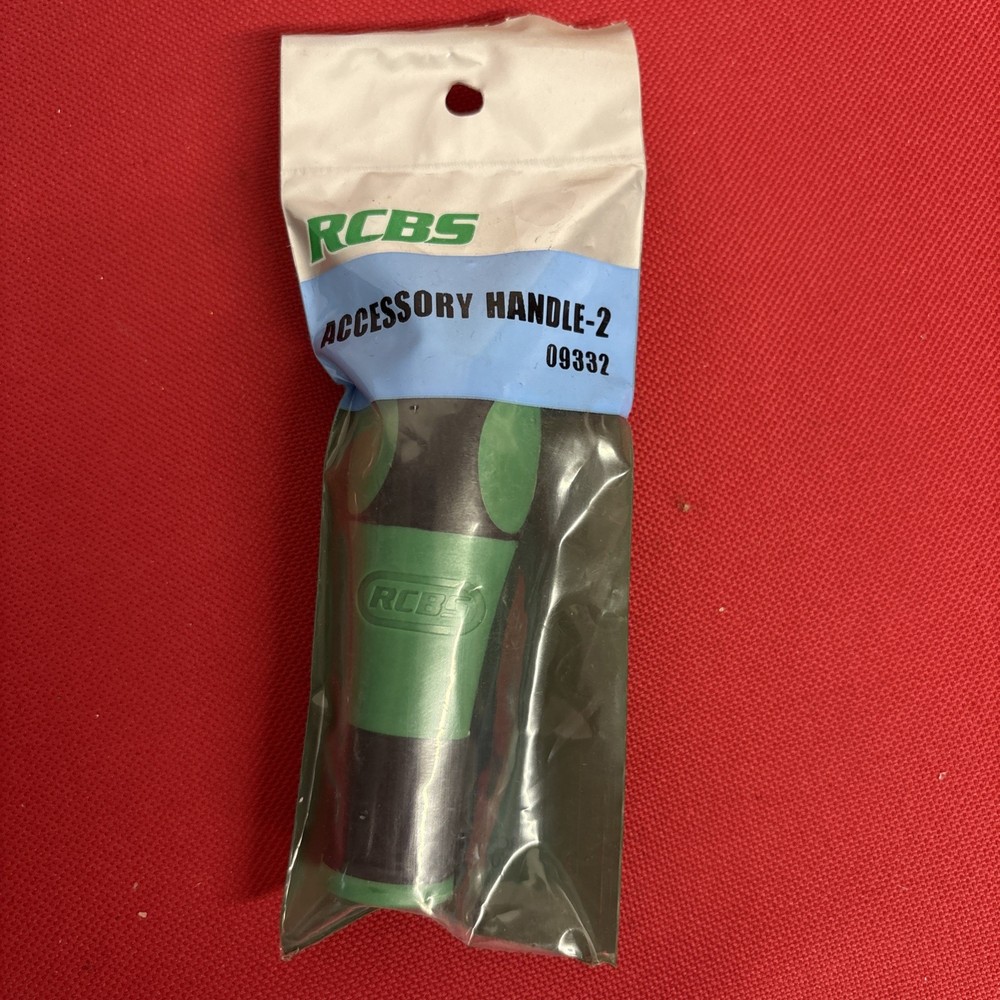 RCBS
ACCESSORY HANDLE-2
09332
RCBS